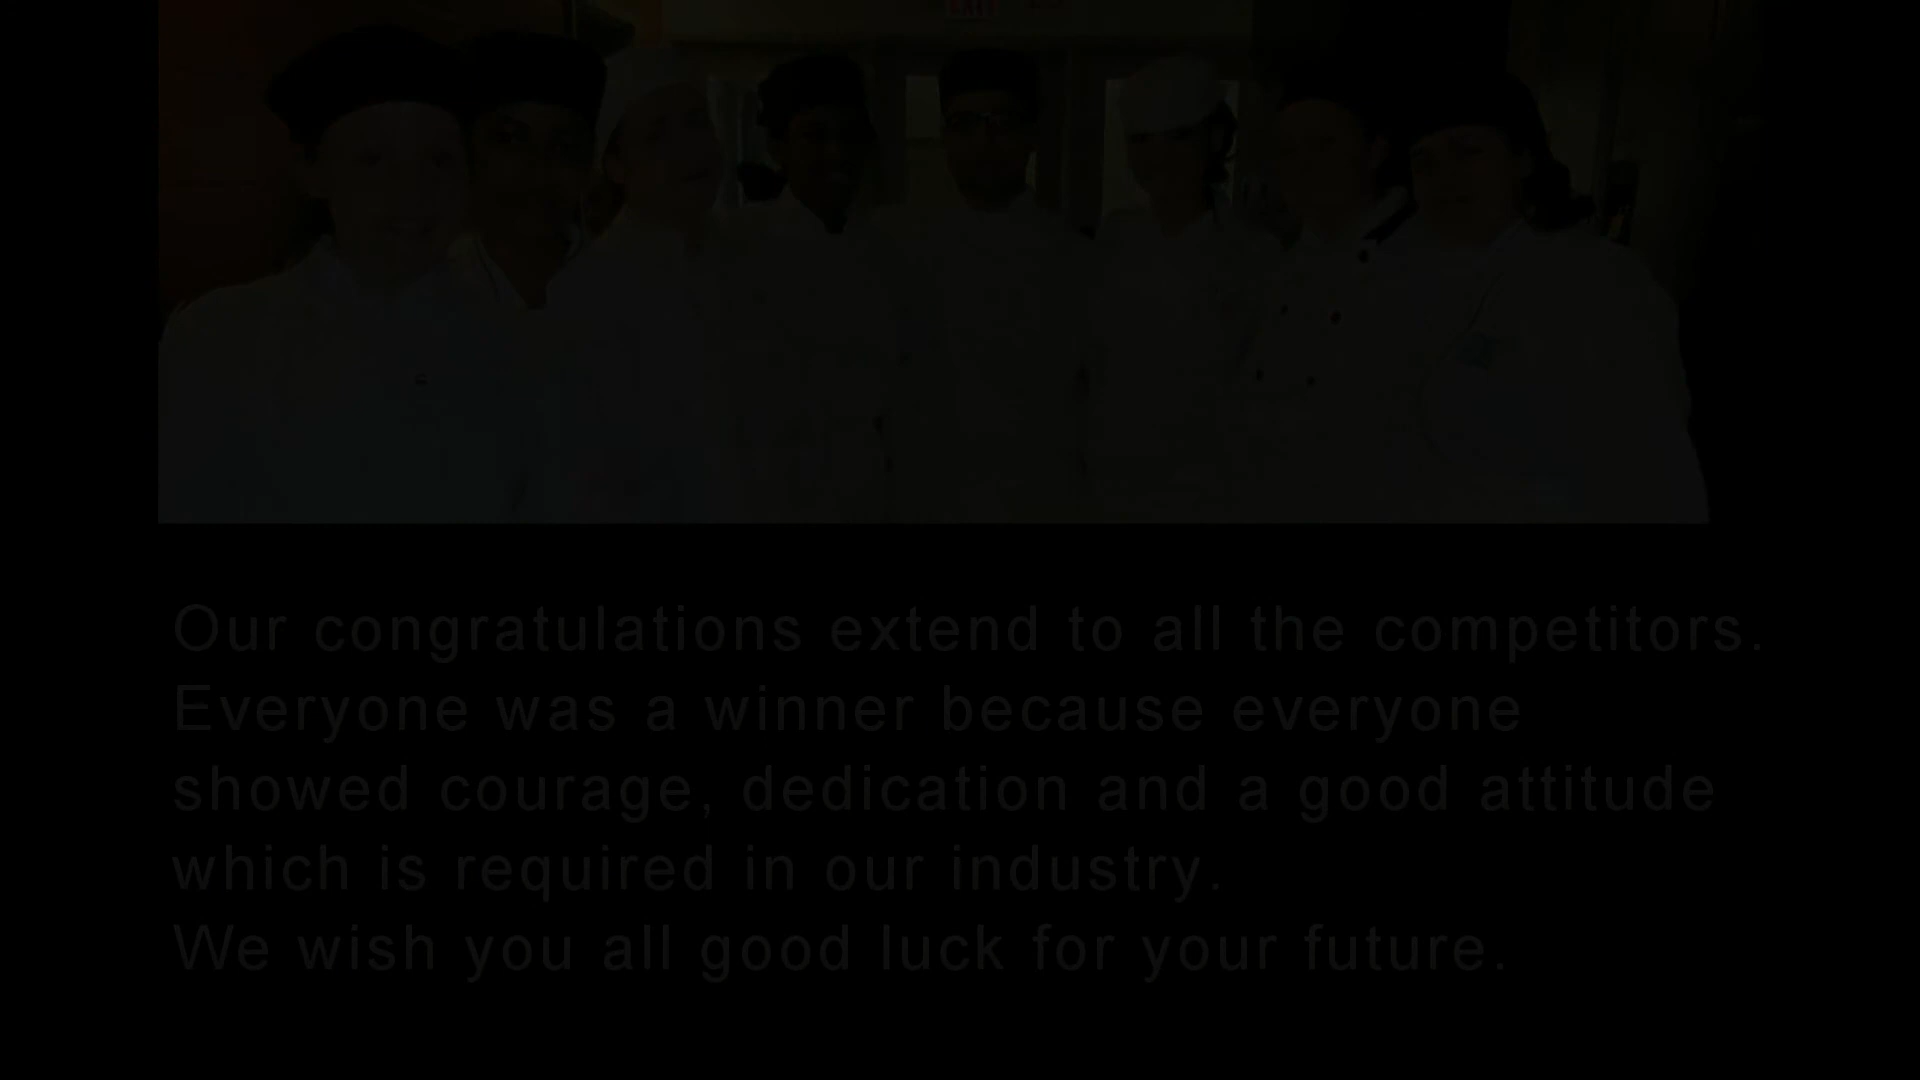 EXIT
Our congratulations extend to all the competitors.
Everyone was a winner because everyone
showed courage, dedication and a good attitude
which is required in our industry.
We wish you all good luck for your future.